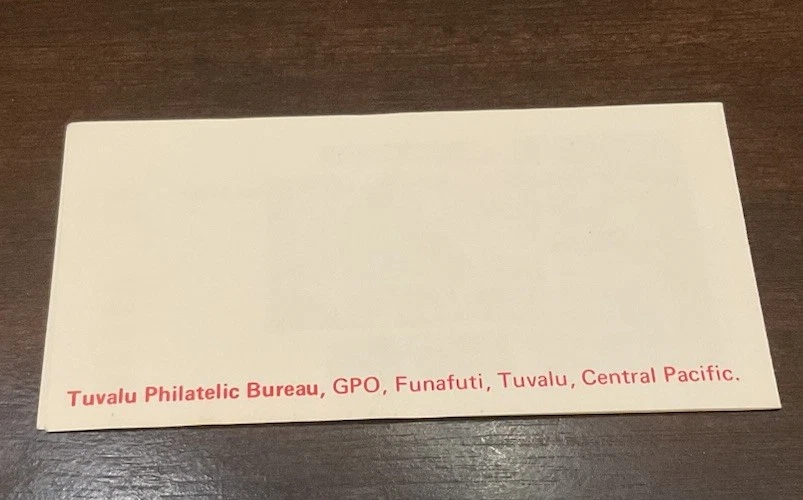 Tuvalu Philatelic Bureau, GPO, Funafuti, Tuvalu, Central Pacific.